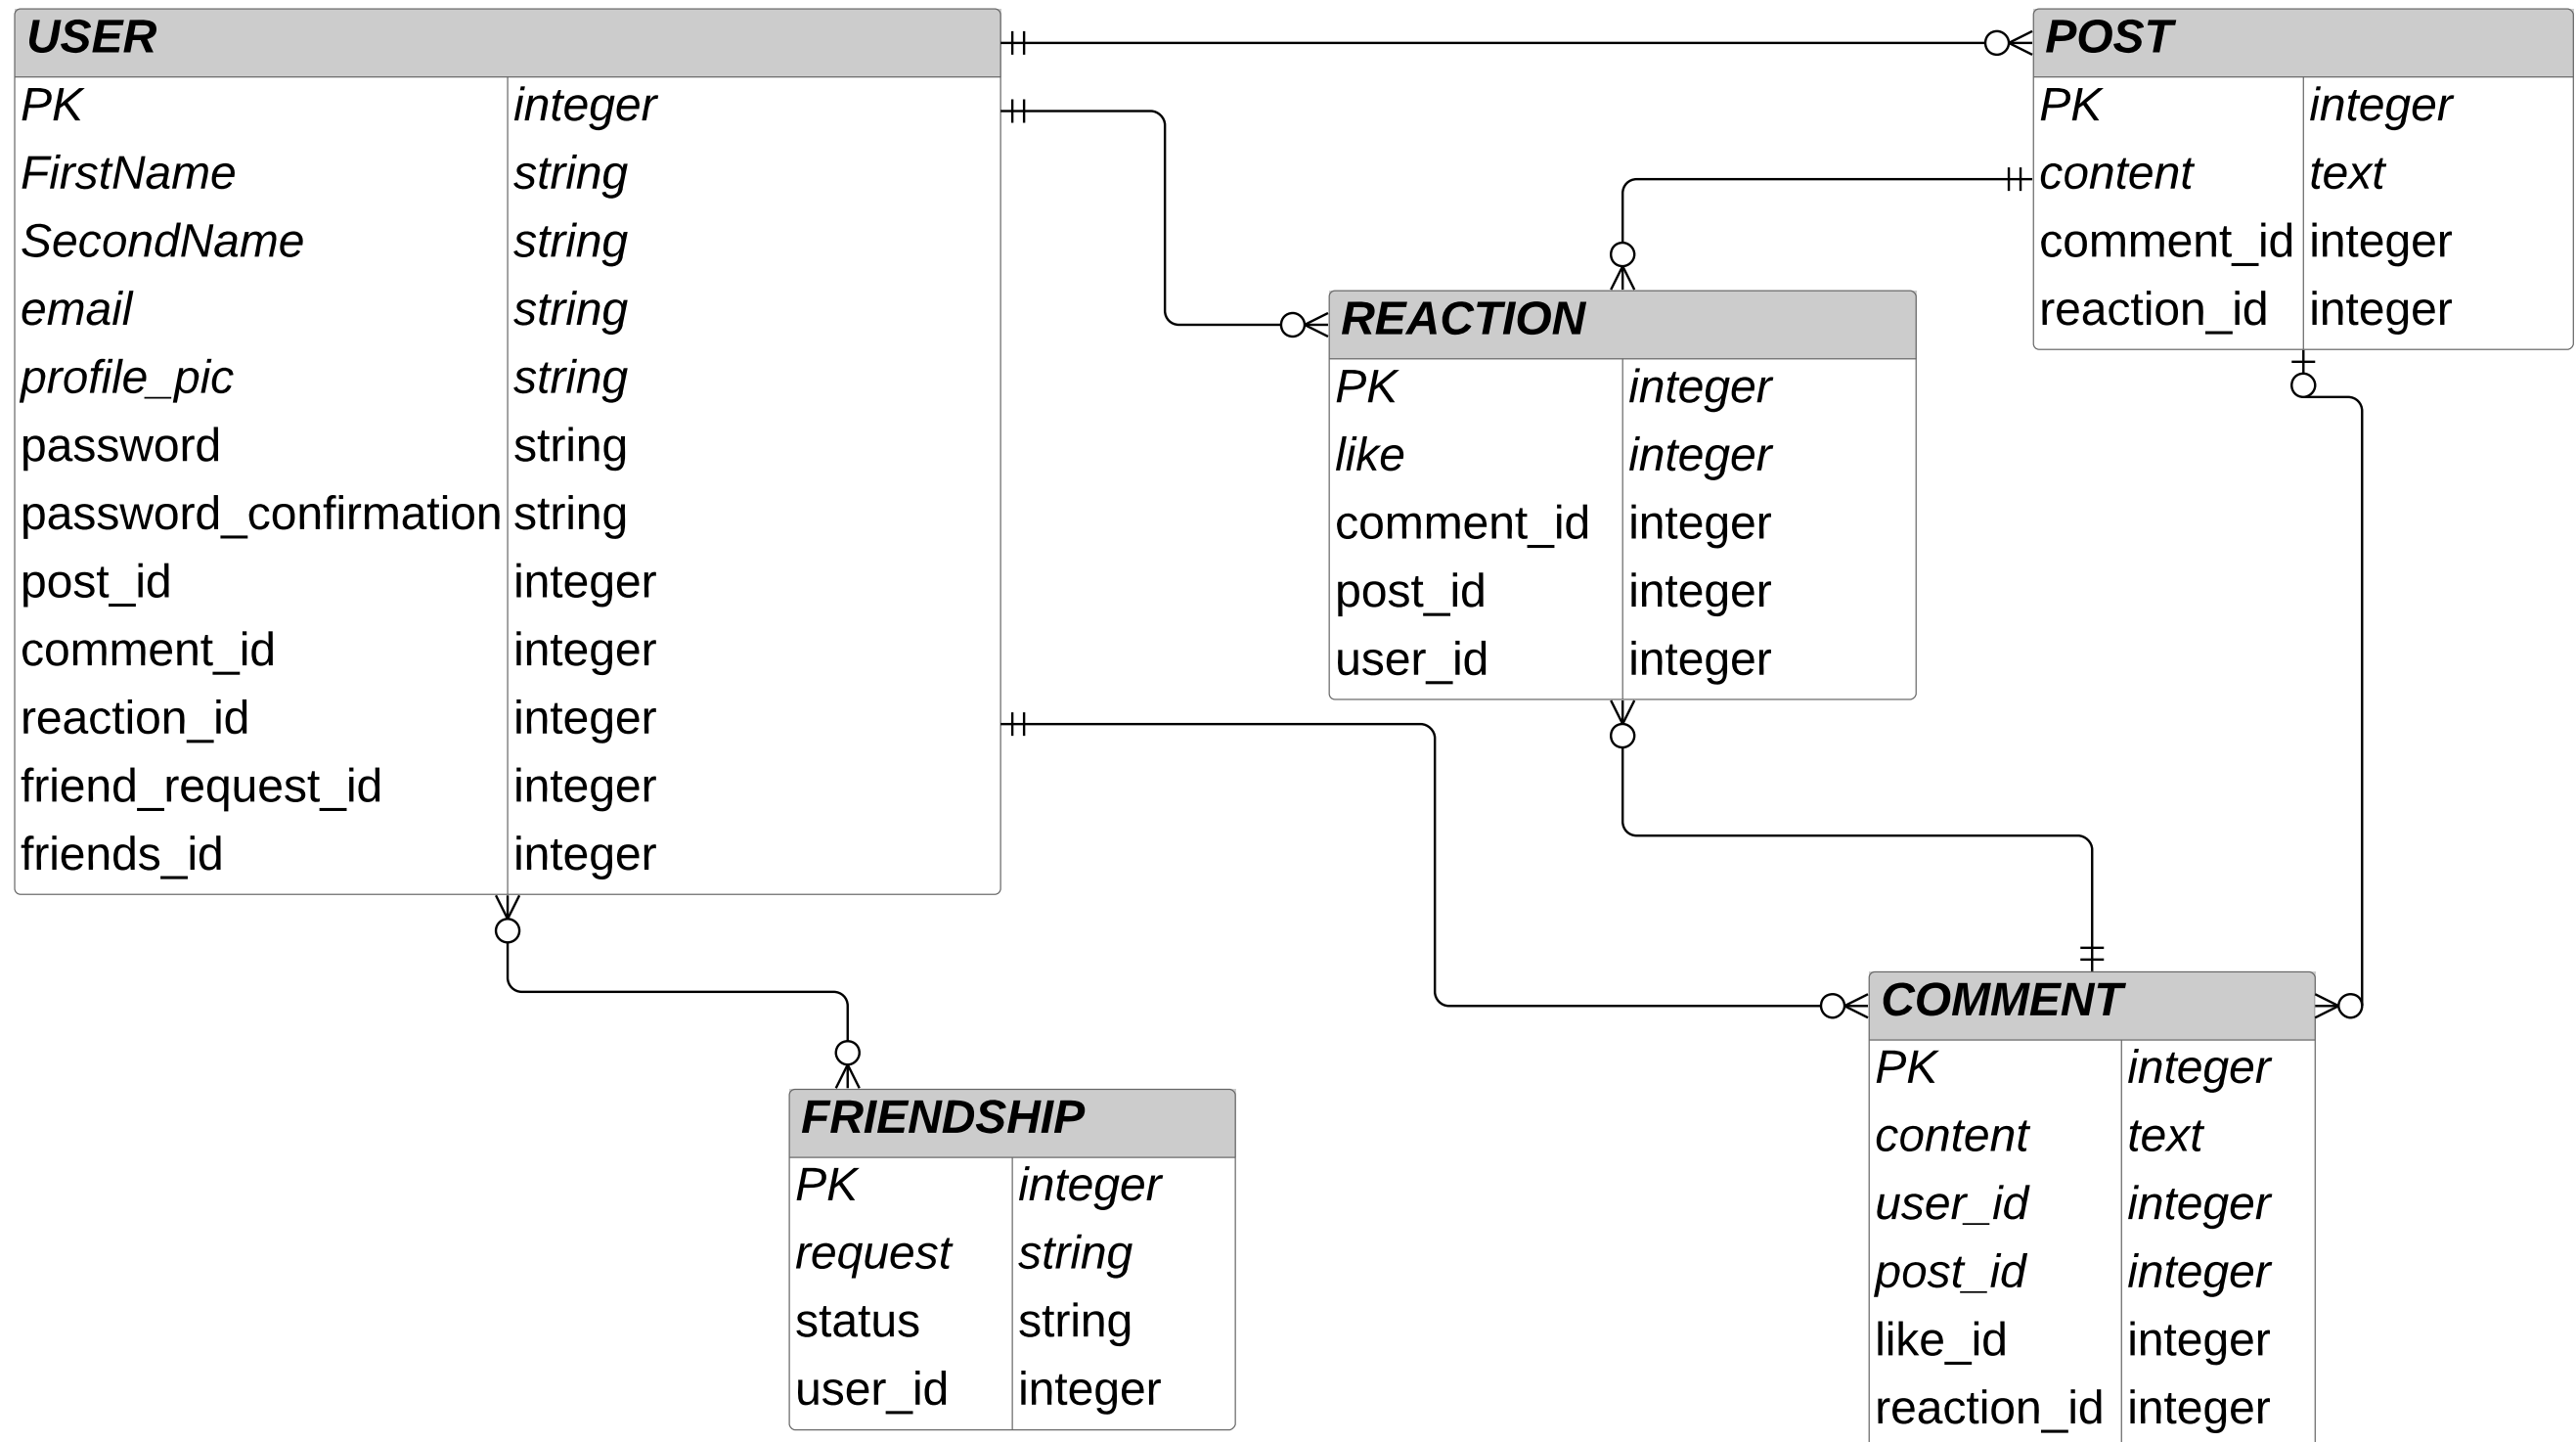 USER
PK integer
FirstName string
SecondName string
email string
profile_pic string
password string
password_confirmation string
post_id integer
comment_id integer
reaction_id integer
friend_request_id integer
friends_id integer
POST
PK integer
content text
comment_id integer
reaction_id integer
REACTION
PK integer
like integer
comment_id integer
post_id integer
user_id integer
FRIENDSHIP
PK integer
request string
status string
user_id integer
COMMENT
PK integer
content text
user_id integer
post_id integer
like_id integer
reaction_id integer